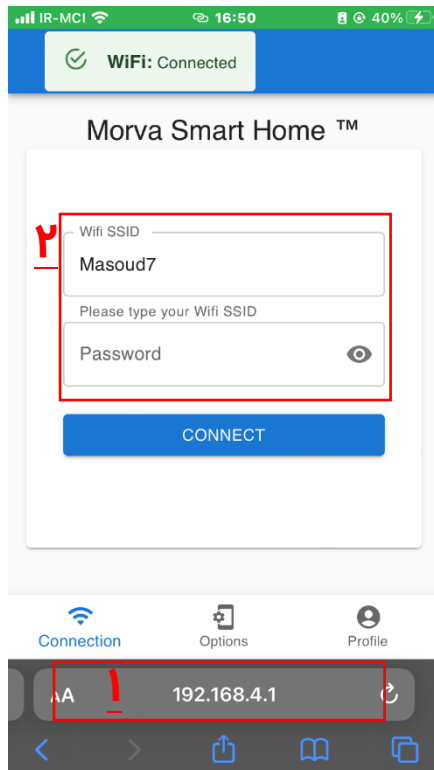 IR-MCI 16:50 40%
WiFi: Connected
Morva Smart Home ™
۲
Wifi SSID
Masoud7
Please type your Wifi SSID
Password
CONNECT
Connection Options Profile
AA ۱ 192.168.4.1